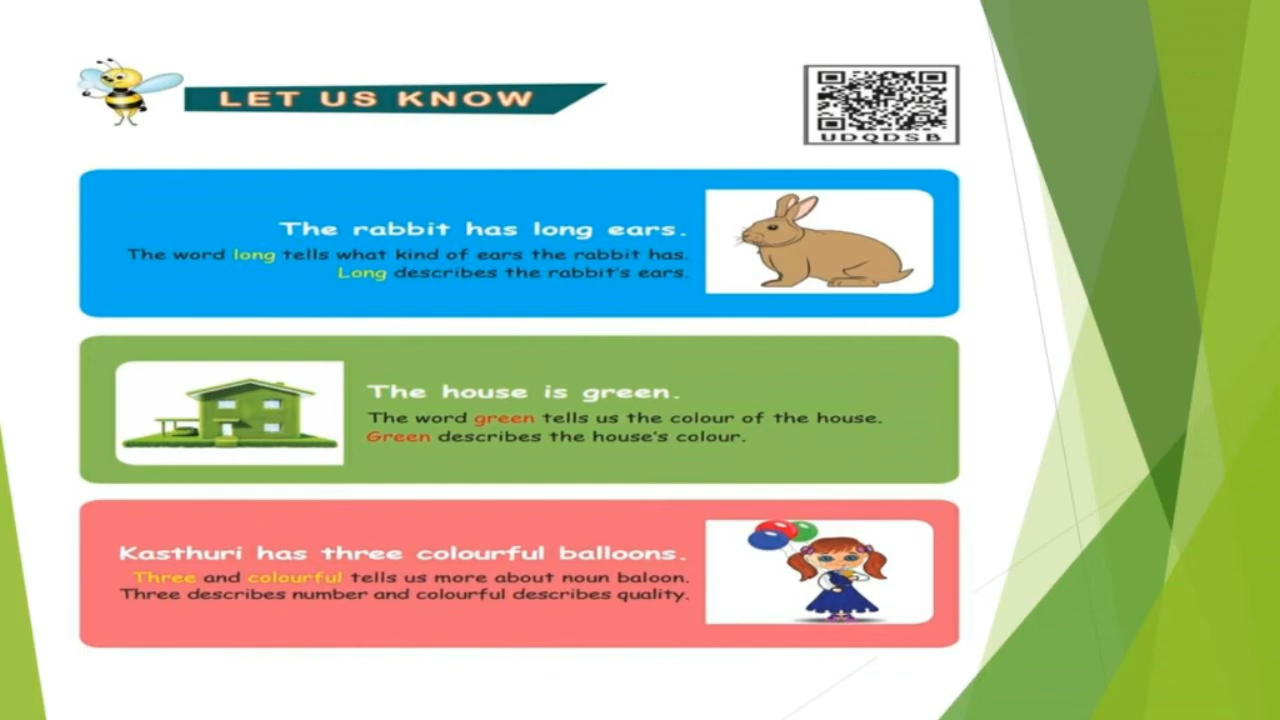 LET US KNOW
UDQDSB
The rabbit has long ears.
The word long tells what kind of ears the rabbit has.
Long describes the rabbit's ears.
The house is green.
The word green tells us the colour of the house.
Green describes the house's colour.
Kasthuri has three colourful balloons.
Three and colourful tells us more about noun baloon.
Three describes number and colourful describes quality.